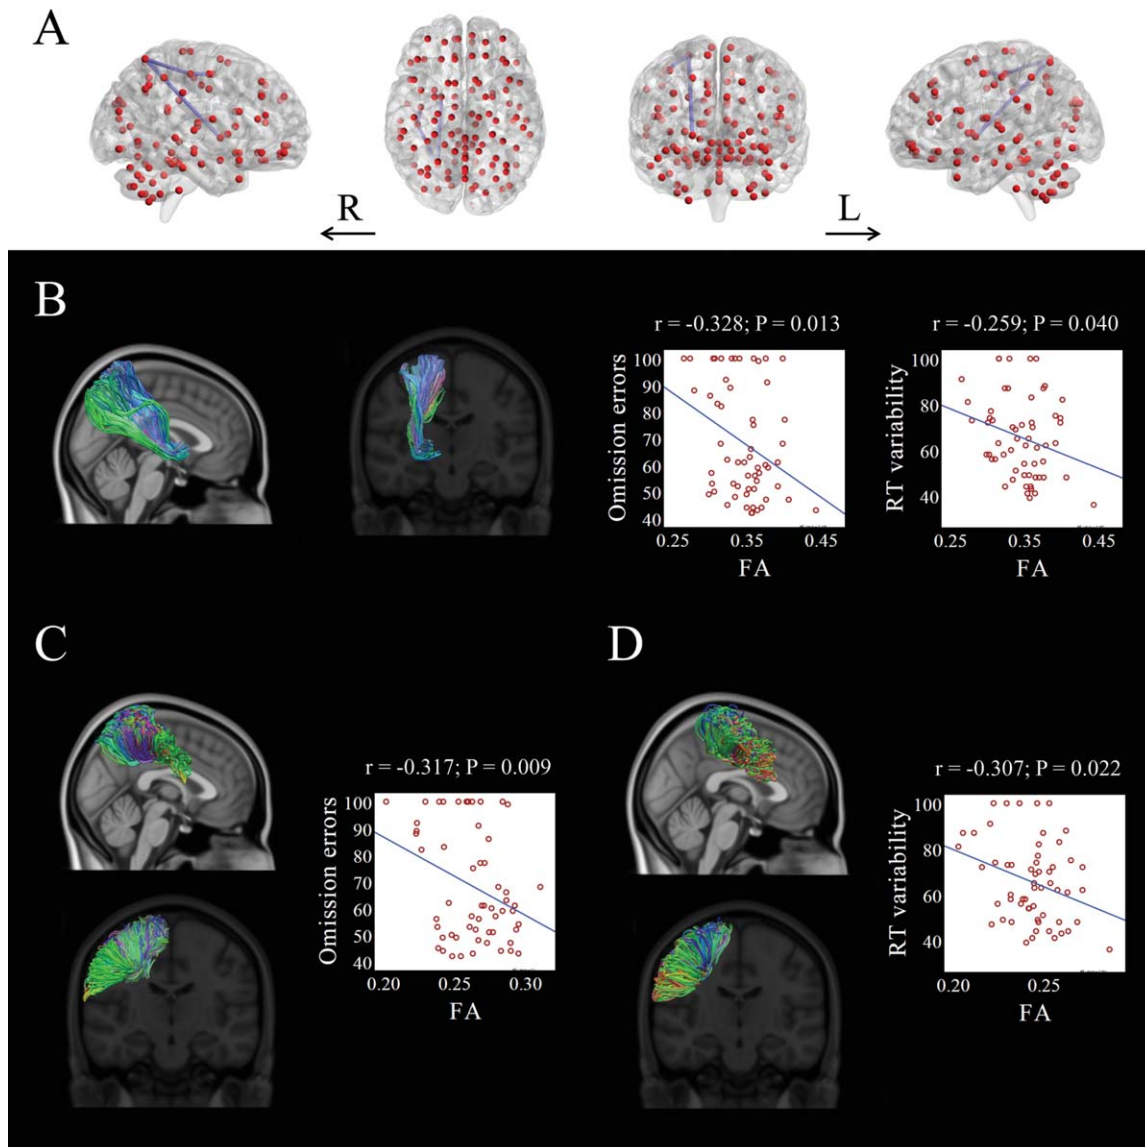 A
R
L
B
r = -0.328; P = 0.013
r = -0.259; P = 0.040
Omission errors
100
90
80
70
60
50
40
0.25
0.35
0.45
FA
RT variability
100
80
60
40
0.25
0.35
0.45
FA
C
D
r = -0.317; P = 0.009
Omission errors
100
90
80
70
60
50
40
0.20
0.30
FA
r = -0.307; P = 0.022
RT variability
100
80
60
40
0.20
0.25
FA